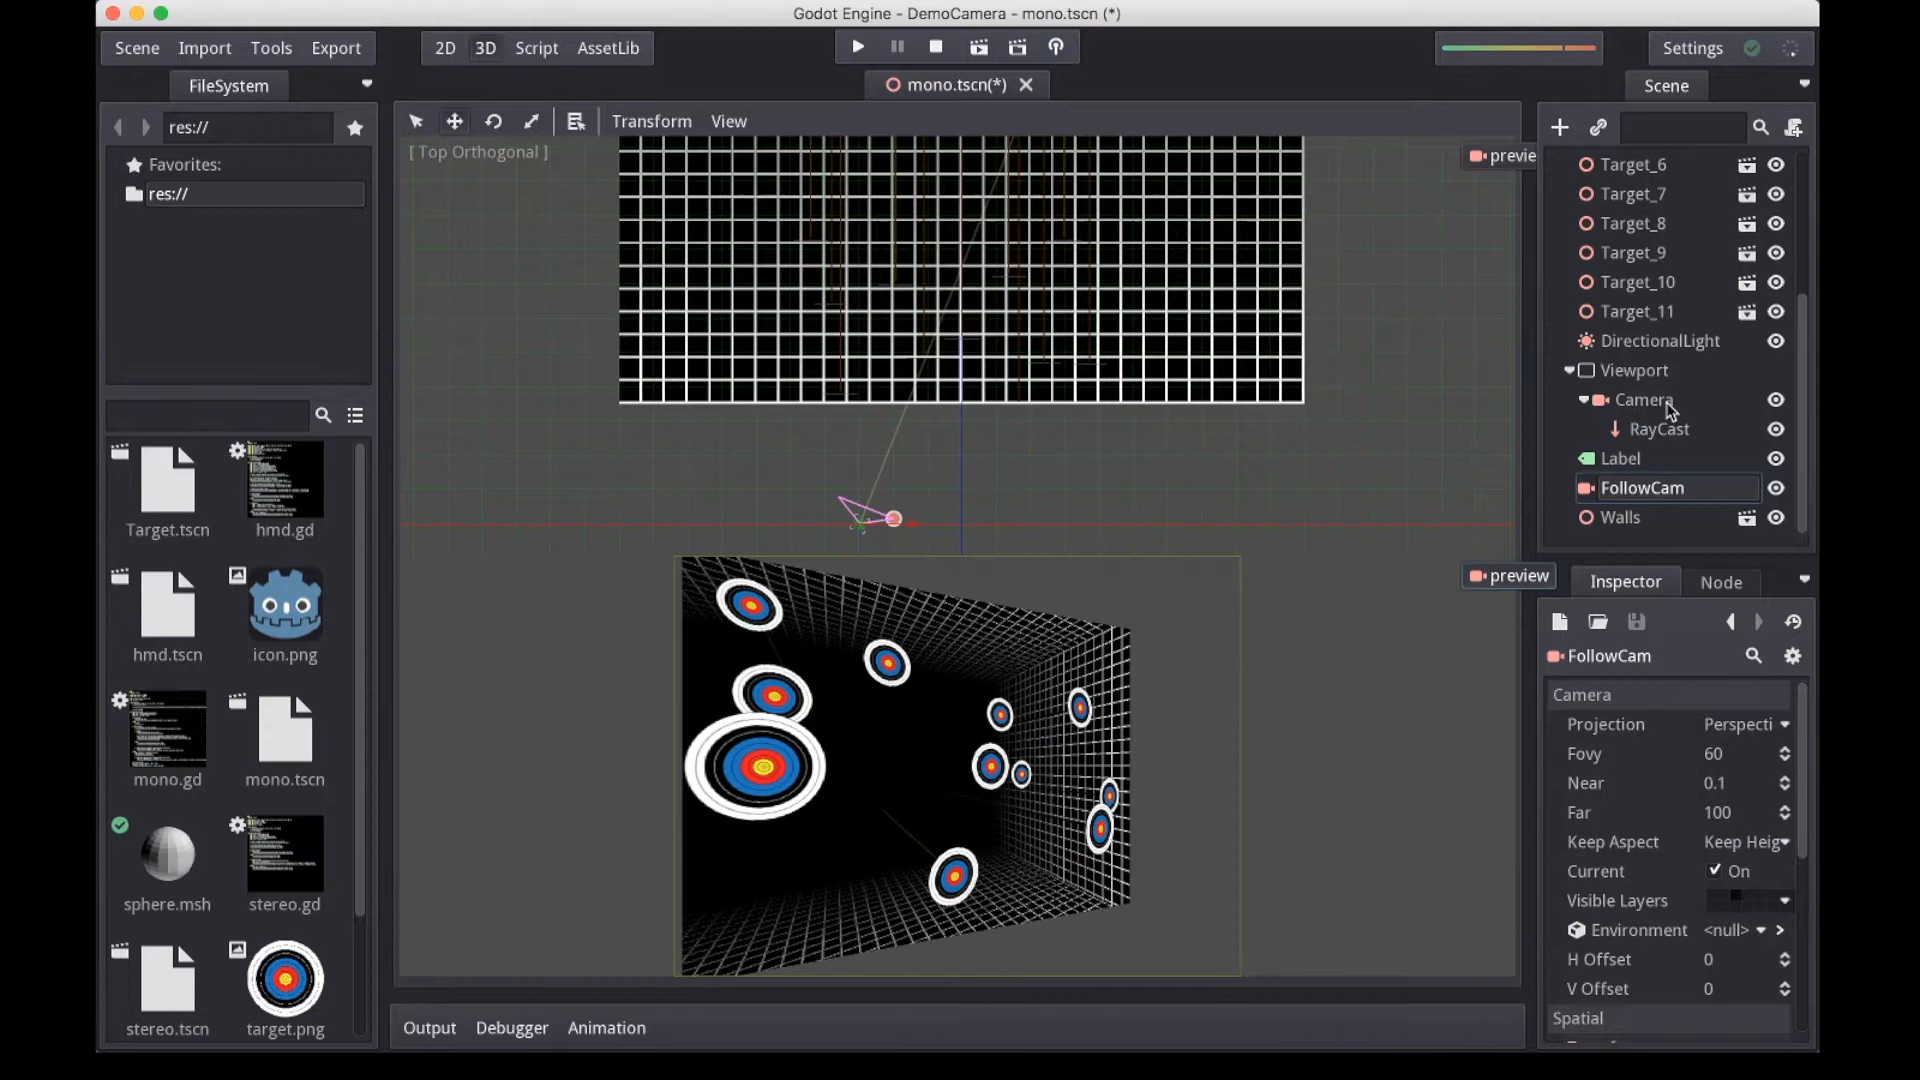 Godot Engine - DemoCamera - mono.tscn (*)
Scene Import Tools Export
2D 3D Script AssetLib
Settings
FileSystem
mono.tscn(*)
Scene
res://
Transform View
Favorites:
res://
[ Top Orthogonal ]
previe
Target_6
Target_7
Target_8
Target_9
Target_10
Target_11
DirectionalLight
Viewport
Camera
RayCast
Label
FollowCam
Walls
Target.tscn
hmd.gd
hmd.tscn
icon.png
mono.gd
mono.tscn
sphere.msh
stereo.gd
stereo.tscn
target.png
preview
Inspector Node
FollowCam
Camera
Projection Perspecti
Fovy 60
Near 0.1
Far 100
Keep Aspect Keep Heig
Current On
Visible Layers
Environment <null>
H Offset 0
V Offset 0
Spatial
Output Debugger Animation